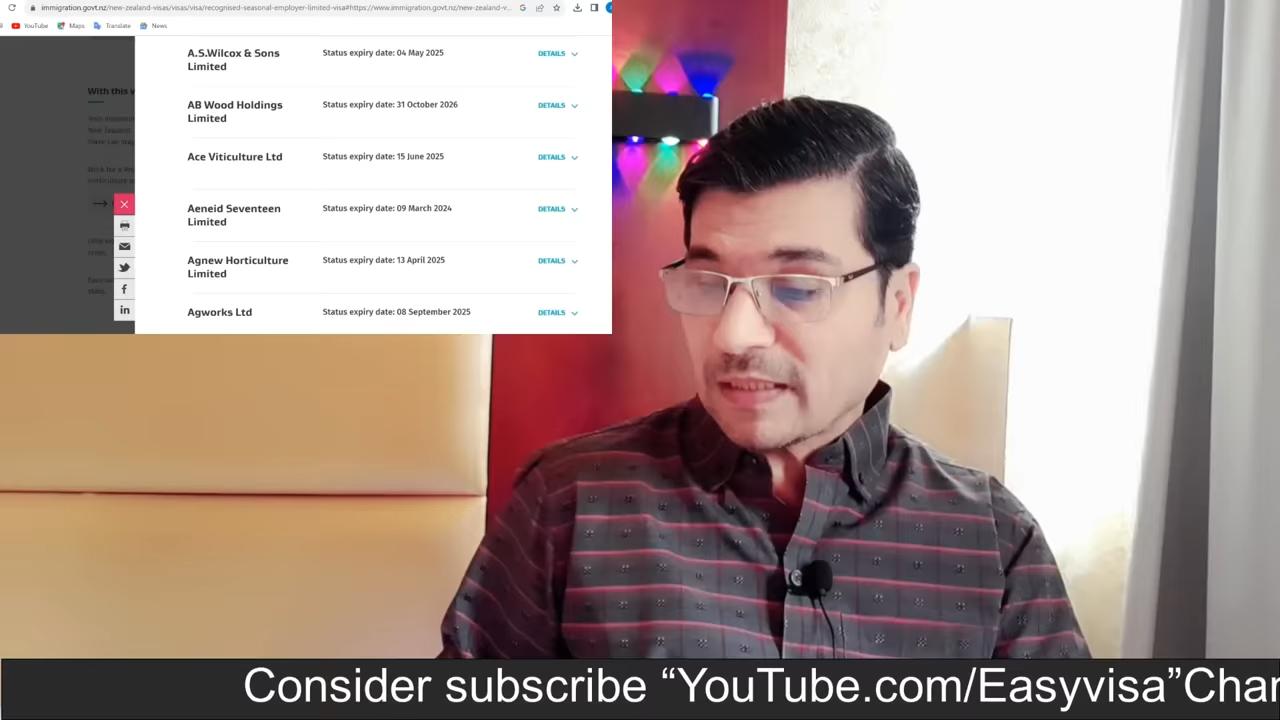 immigration.govt.nz/new-zealand-visas/visas/visa/recognised-seasonal-employer-limited-visa#https://www.immigration.govt.nz/new-zealand-v...
YouTube
Maps
Translate
News
With this v
A.S.Wilcox & Sons
Limited
Status expiry date: 04 May 2025
DETAILS
AB Wood Holdings
Limited
Status expiry date: 31 October 2026
DETAILS
Ace Viticulture Ltd
Status expiry date: 15 June 2025
DETAILS
Aeneid Seventeen
Limited
Status expiry date: 09 March 2024
DETAILS
Agnew Horticulture
Limited
Status expiry date: 13 April 2025
DETAILS
Agworks Ltd
Status expiry date: 08 September 2025
DETAILS
Consider subscribe “YouTube.com/Easyvisa”Chan